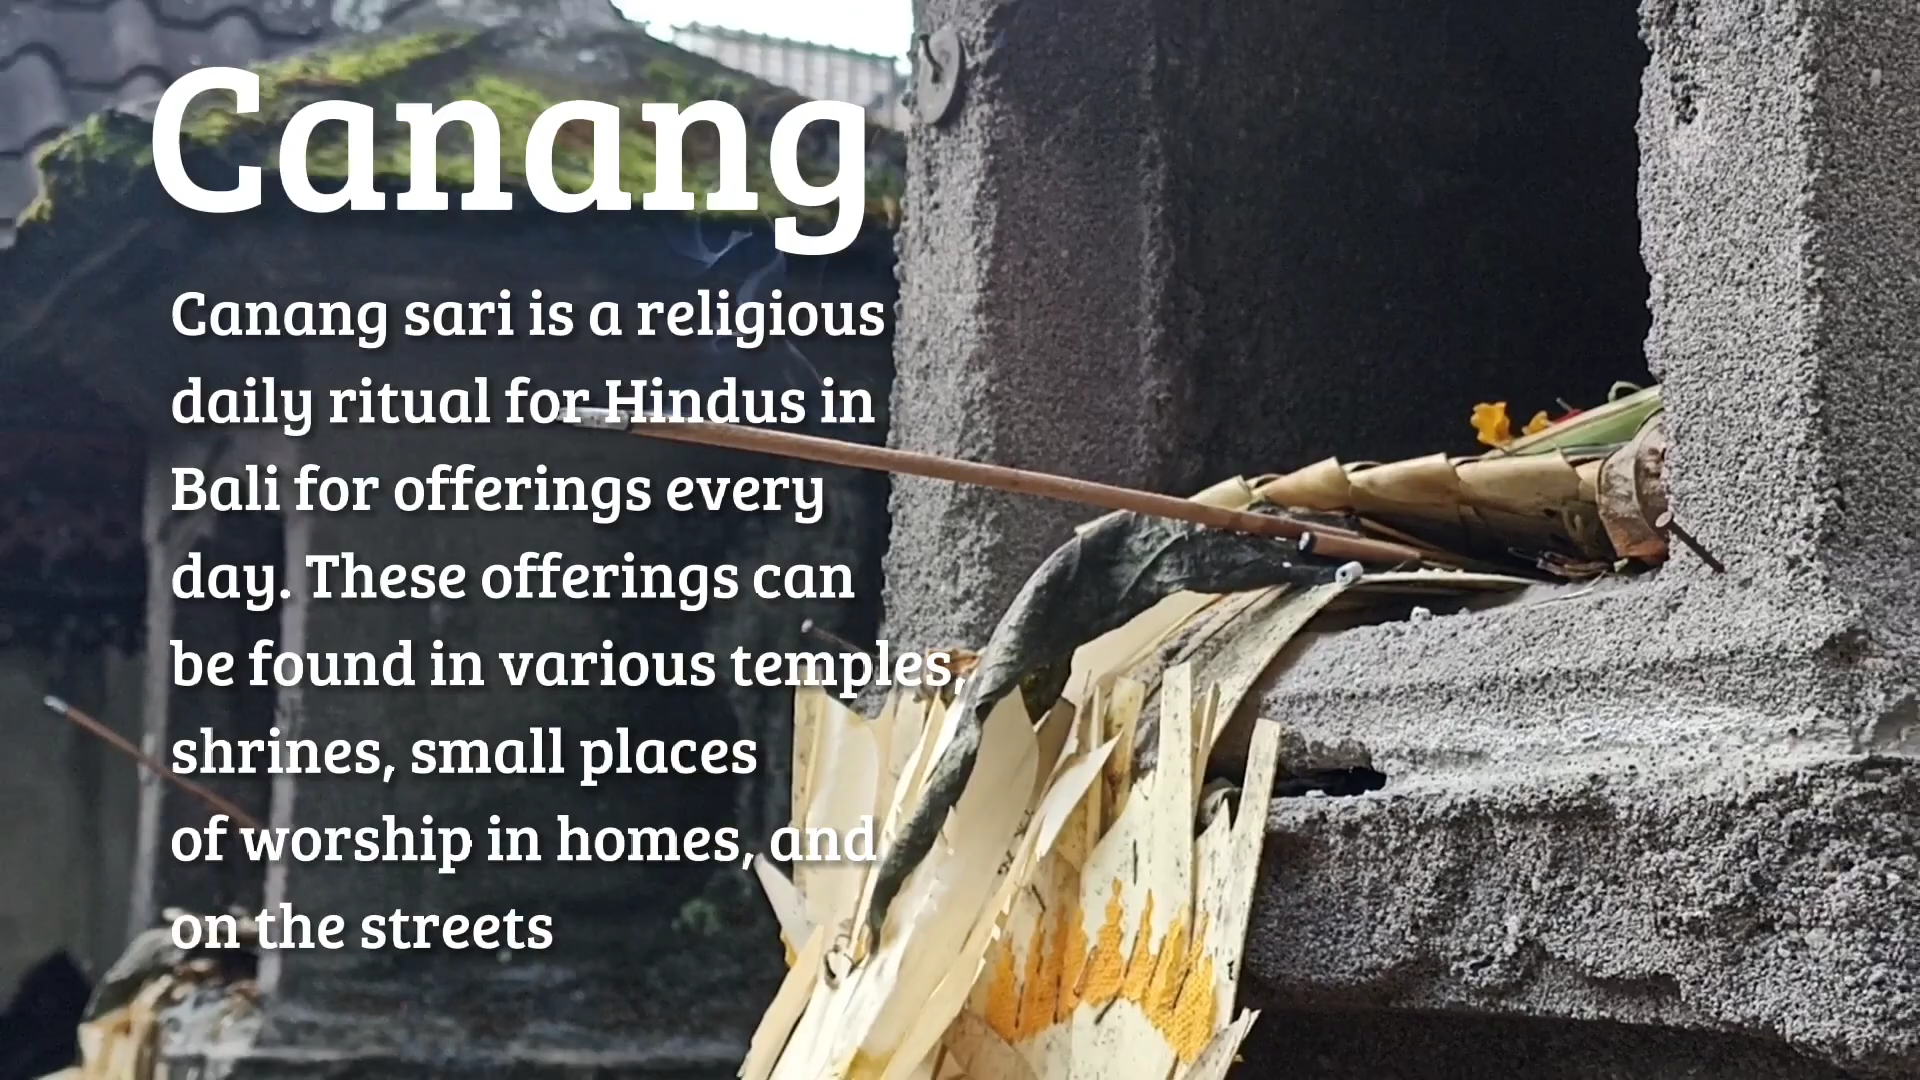 Canang
Canang sari is a religious
daily ritual for Hindus in
Bali for offerings every
day. These offerings can
be found in various temples,
shrines, small places
of worship in homes, and
on the streets